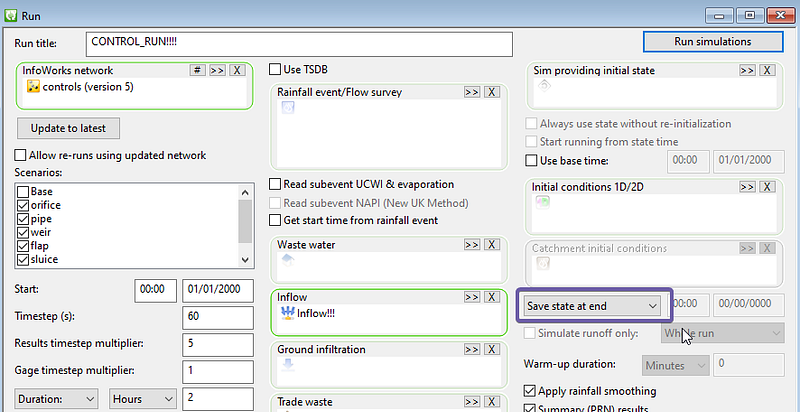 Run
Run title:
CONTROL_RUN!!!!
Run simulations
InfoWorks network
#
>>
X
controls (version 5)
Update to latest
Allow re-runs using updated network
Scenarios:
Base
orifice
pipe
weir
flap
sluice
Start:
00:00
01/01/2000
Timestep (s):
60
Results timestep multiplier:
5
Gage timestep multiplier:
1
Duration:
Hours
2
Use TSDB
Rainfall event/Flow survey
>>
X
Read subevent UCWI & evaporation
Read subevent NAPI (New UK Method)
Get start time from rainfall event
Waste water
>>
X
Inflow
>>
X
Inflow!!!
Ground infiltration
>>
X
Trade waste
>>
X
Sim providing initial state
>>
X
Always use state without re-initialization
Start running from state time
Use base time:
00:00
01/01/2000
Initial conditions 1D/2D
>>
X
Catchment initial conditions
>>
X
Save state at end
00:00
00/00/0000
Simulate runoff only:
Warm-up duration:
Minutes
0
Apply rainfall smoothing
Summary (PRN) results